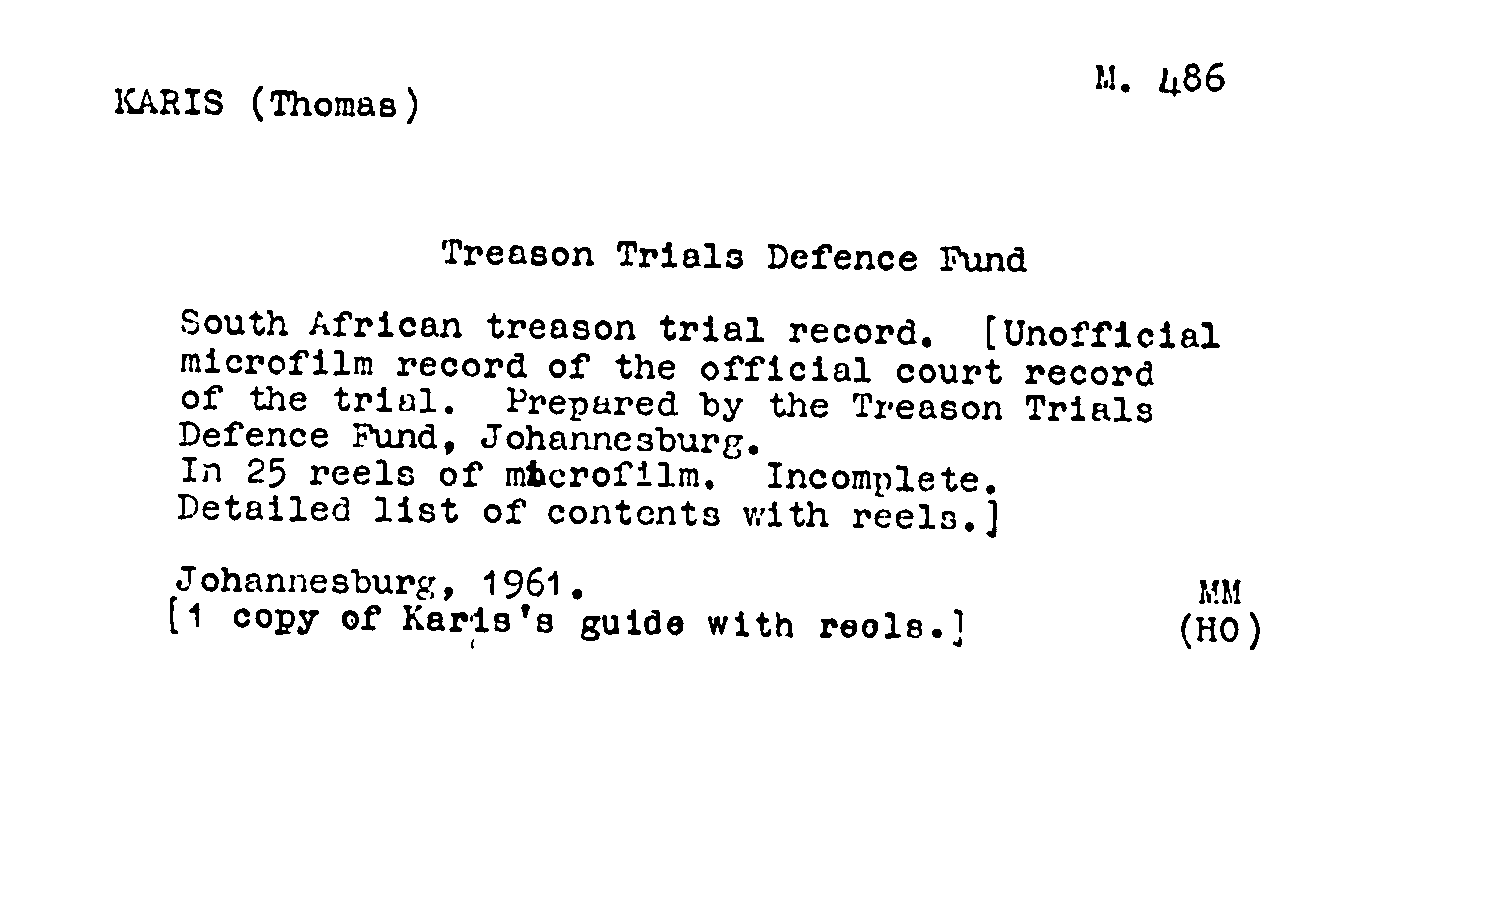 M. 486
KARIS (Thomas)
Treason Trials Defence Fund
South African treason trial record. [Unofficial
microfilm record of the official court record
of the trial. Prepared by the Treason Trials
Defence Fund, Johannesburg.
In 25 reels of microfilm. Incomplete.
Detailed list of contents with reels.]
Johannesburg, 1961.
MM
[1 copy of Karis's guide with reels.]
(HO)